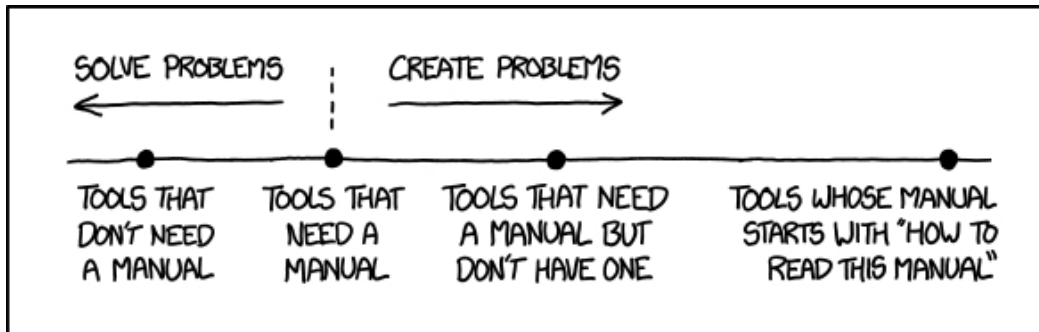 SOLVE PROBLEMS
CREATE PROBLEMS
TOOLS THAT
DON'T NEED
A MANUAL
TOOLS THAT
NEED A
MANUAL
TOOLS THAT NEED
A MANUAL BUT
DON'T HAVE ONE
TOOLS WHOSE MANUAL
STARTS WITH "HOW TO
READ THIS MANUAL"